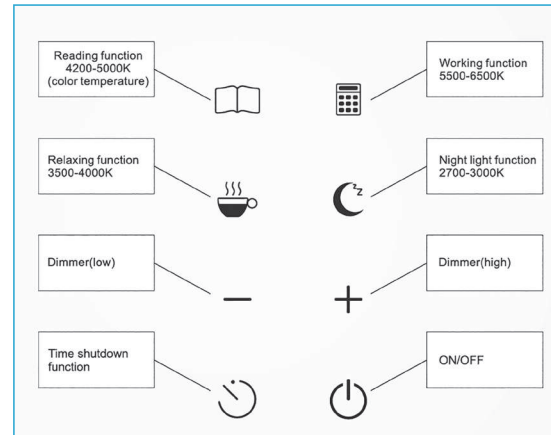 Reading function
4200-5000K
(color temperature)
Working function
5500-6500K
Relaxing function
3500-4000K
Night light function
2700-3000K
Dimmer(low)
Dimmer(high)
Time shutdown
function
ON/OFF